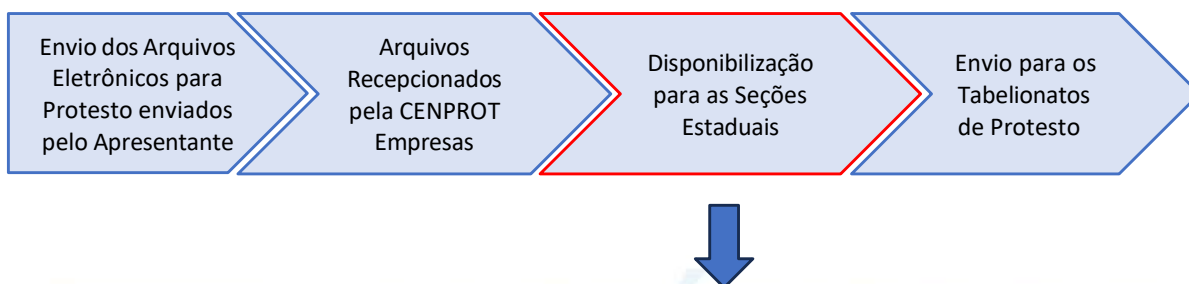 Envio dos Arquivos
Eletrônicos para
Protesto enviados
pelo Apresentante
Arquivos
Recepcionados
pela CENPROT
Empresas
Disponibilização
para as Seções
Estaduais
Envio para os
Tabelionatos
de Protesto